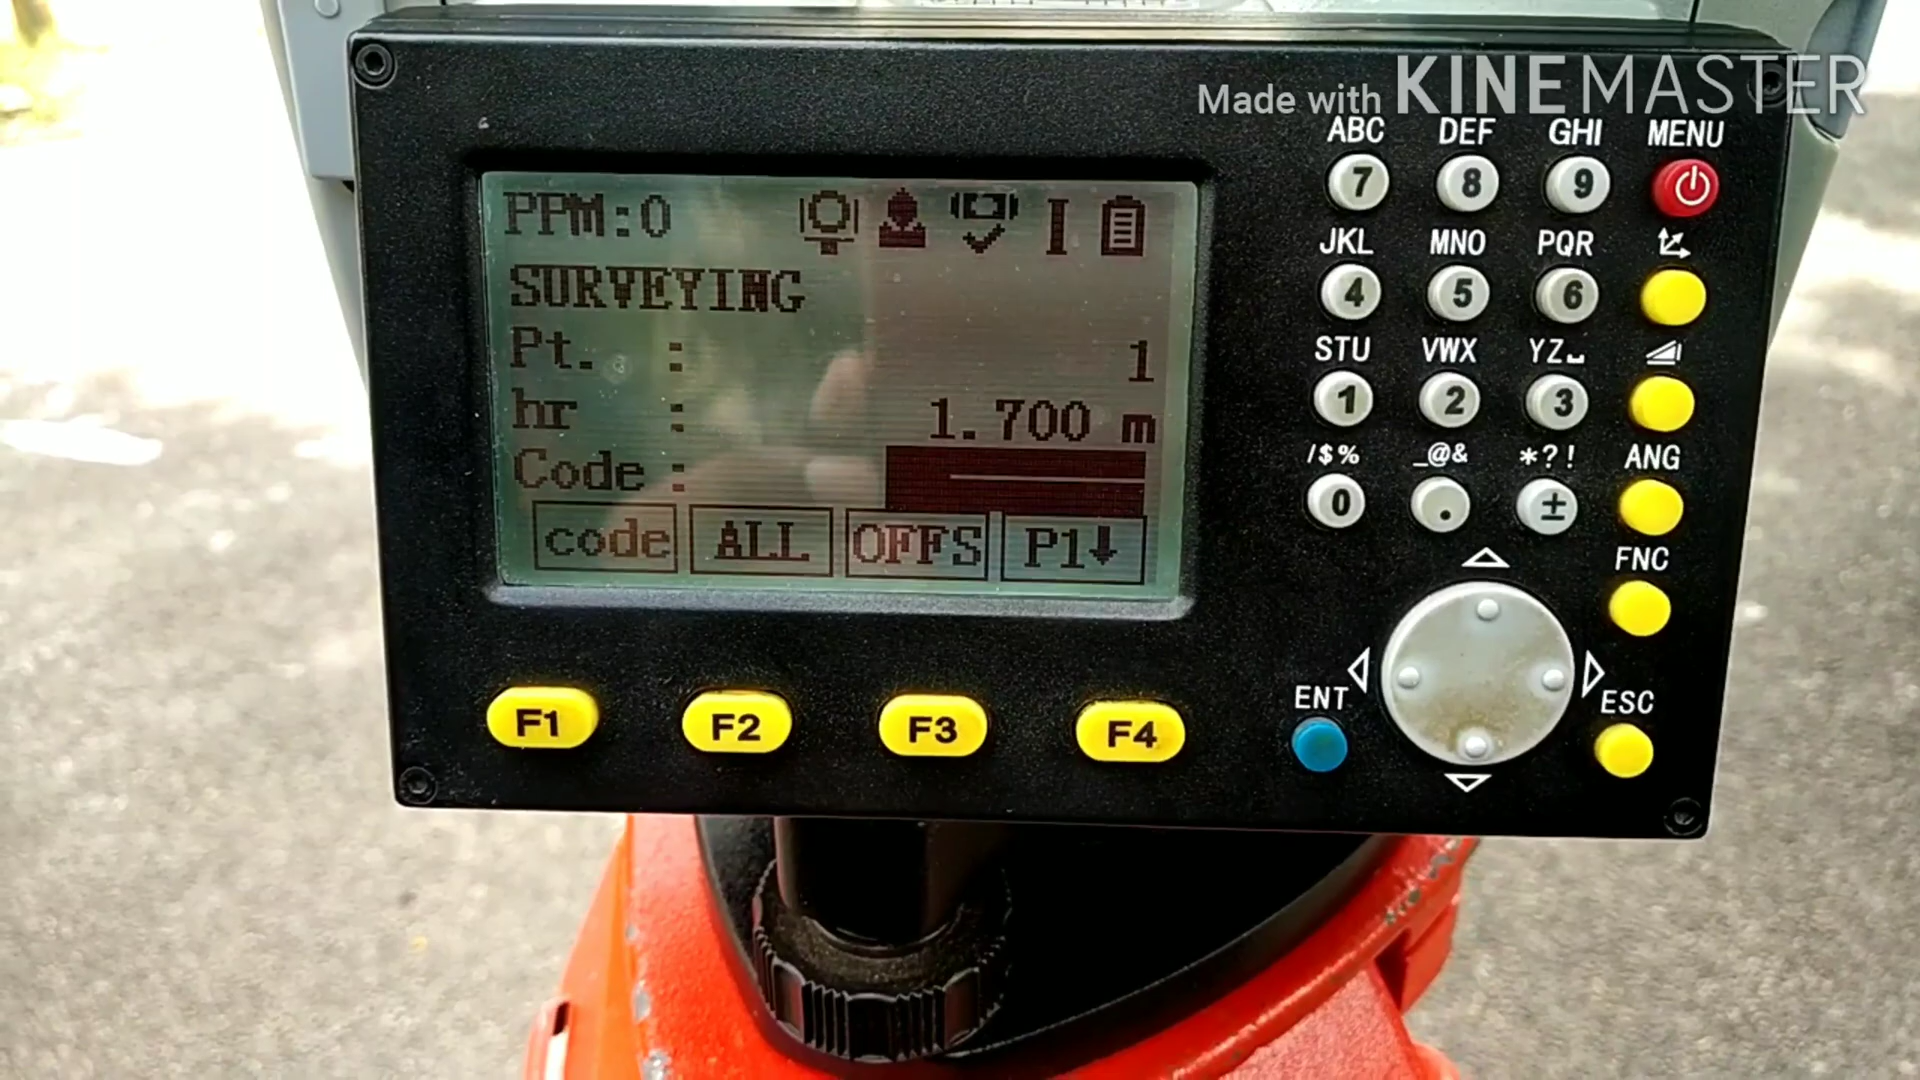 Made with KINEMASTER
PPM:0
SURVEYING
Pt. : 1
hr : 1.700 m
Code :
code ALL OFFS P1↓
F1 F2 F3 F4
ABC DEF GHI MENU
7 8 9
JKL MNO PQR
4 5 6
STU VWX YZ␣
1 2 3
/$% _@& *?! ANG
0 . ±
FNC
ENT ESC